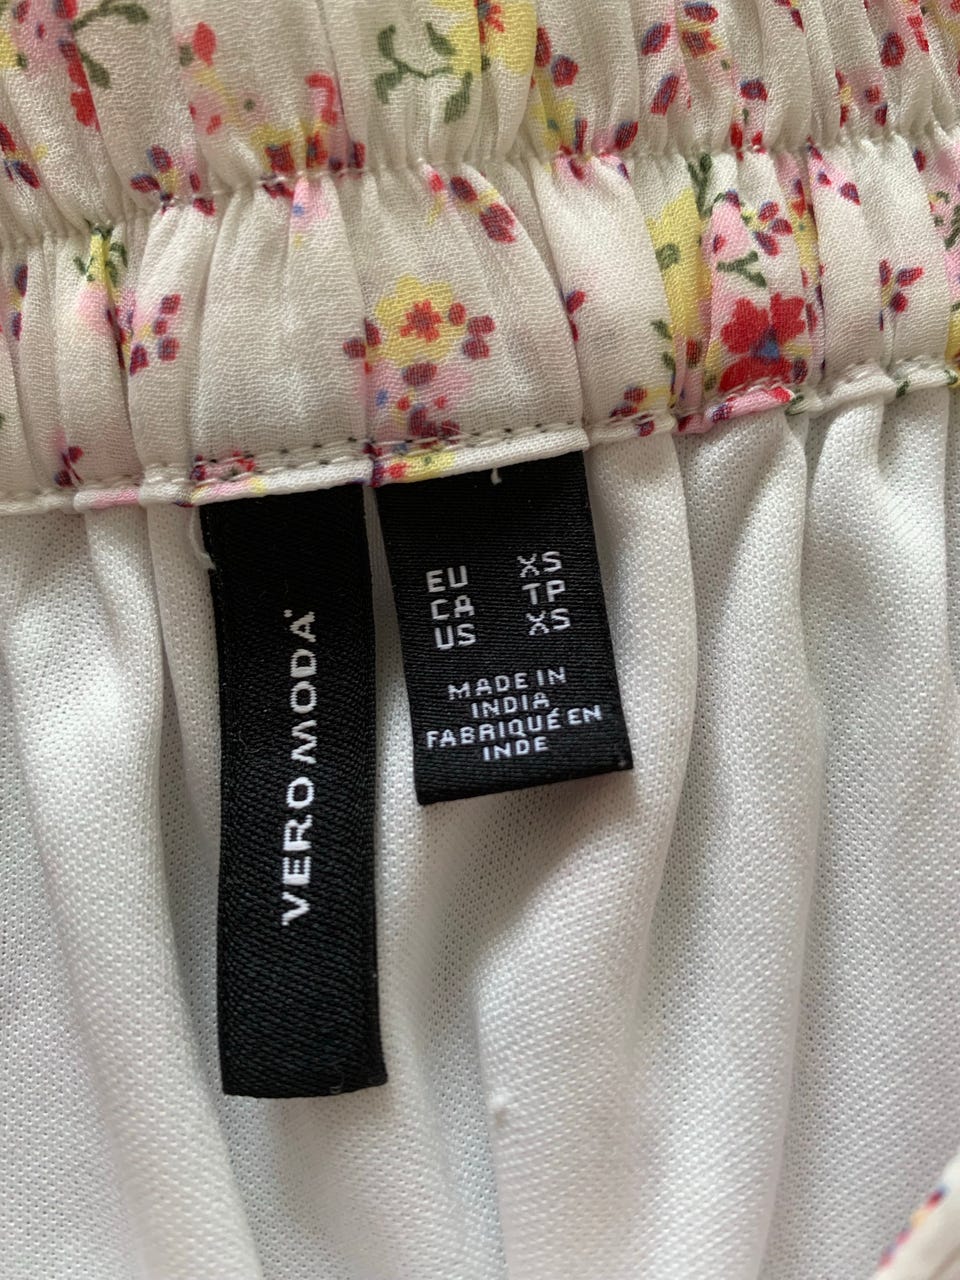 VERO MODA
EU XS
CA TP
US XS
MADE IN
INDIA
FABRIQUÉ EN
INDE